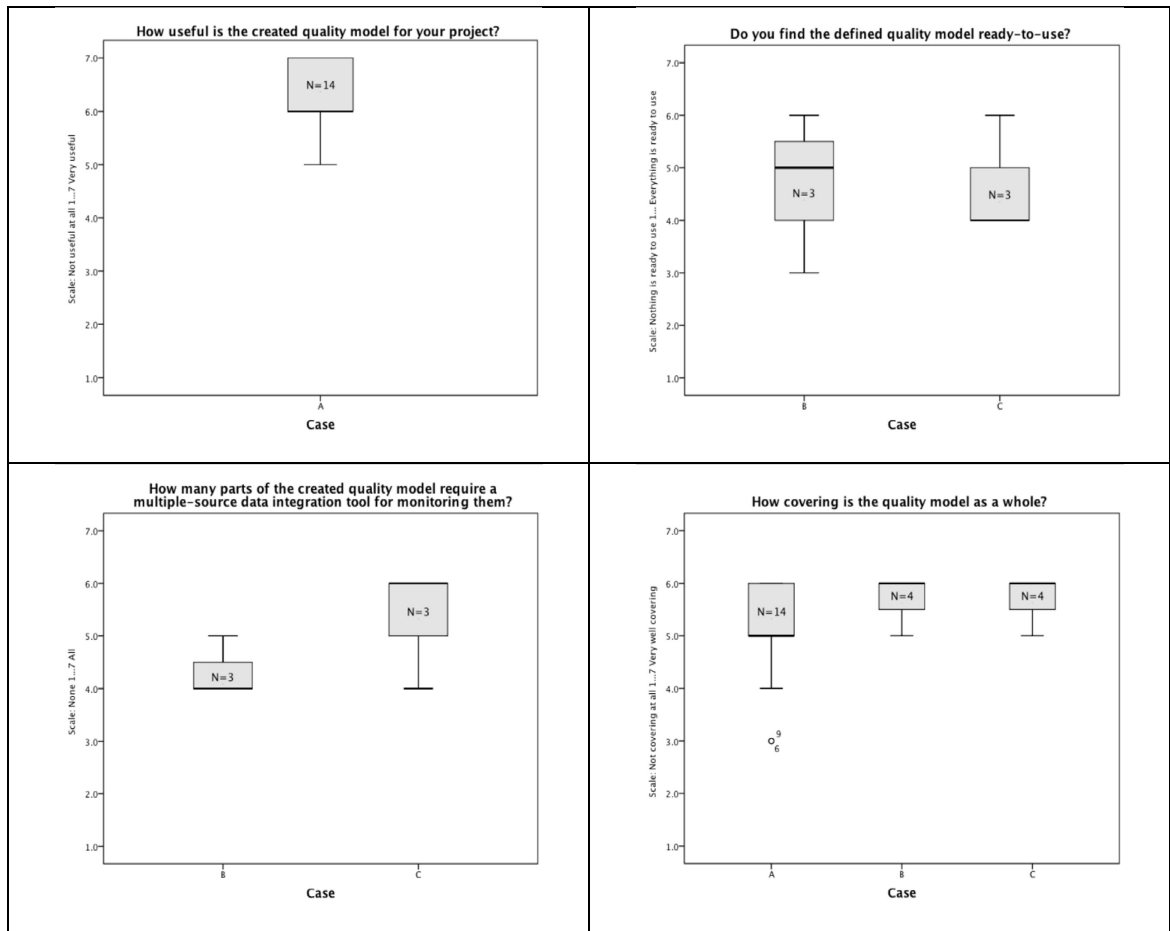 How useful is the created quality model for your project?
Scale: Not useful at all 1...7 Very useful
7.0
6.0
5.0
4.0
3.0
2.0
1.0
N=14
A
Case
Do you find the defined quality model ready-to-use?
Scale: Nothing is ready to use 1... Everything is ready to use
7.0
6.0
5.0
4.0
3.0
2.0
1.0
N=3
N=3
B
C
Case
How many parts of the created quality model require a
multiple-source data integration tool for monitoring them?
Scale: None 1...7 All
7.0
6.0
5.0
4.0
3.0
2.0
1.0
N=3
N=3
B
C
Case
How covering is the quality model as a whole?
Scale: Not covering at all 1...7 Very well covering
7.0
6.0
5.0
4.0
3.0
2.0
1.0
N=14
N=4
N=4
9
6
A
B
C
Case